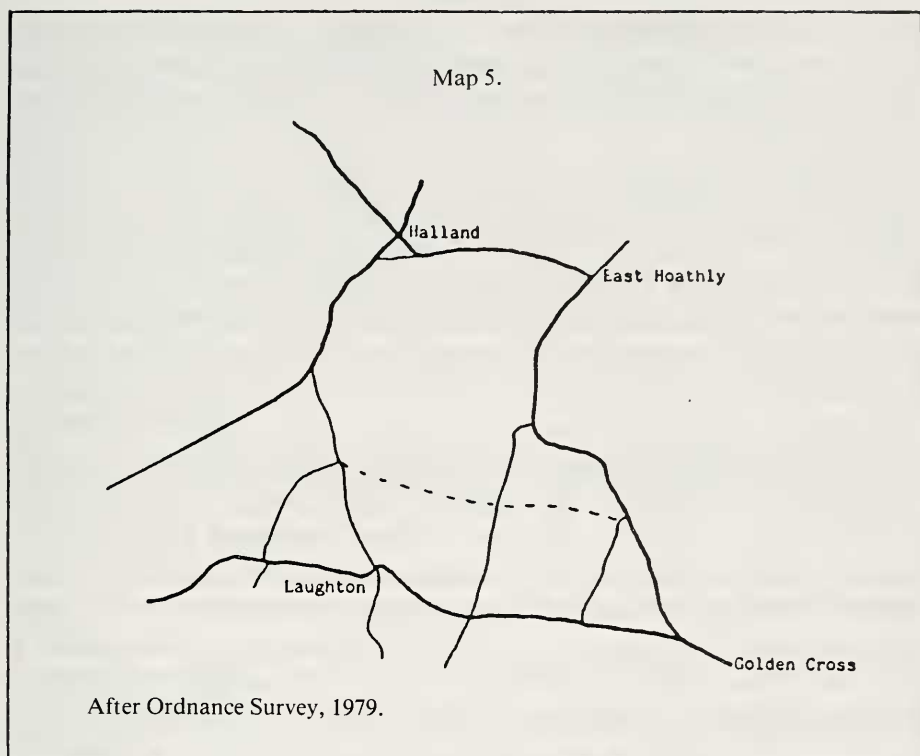 Map 5.
Halland
East Hoathly
Laughton
Golden Cross
After Ordnance Survey, 1979.